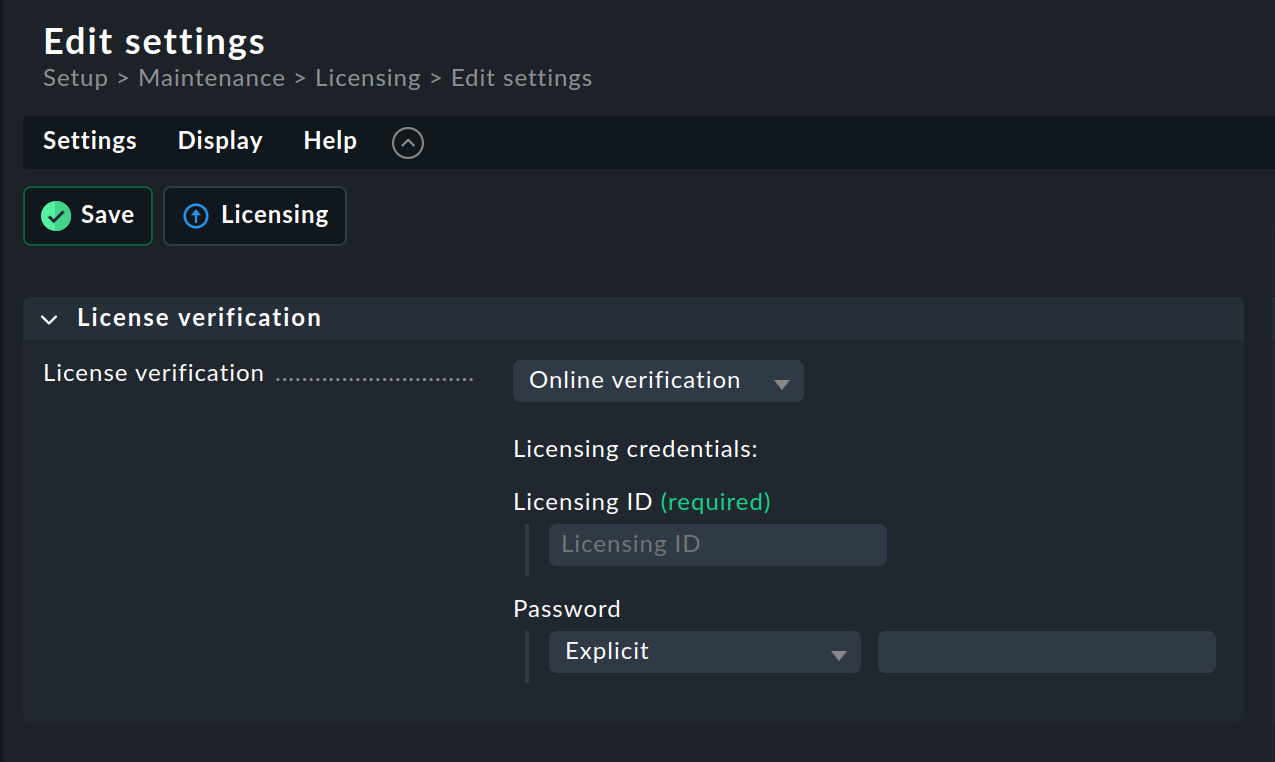 Edit settings
Setup > Maintenance > Licensing > Edit settings
Settings Display Help
Save Licensing
License verification
License verification Online verification
Licensing credentials:
Licensing ID (required)
Licensing ID
Password
Explicit